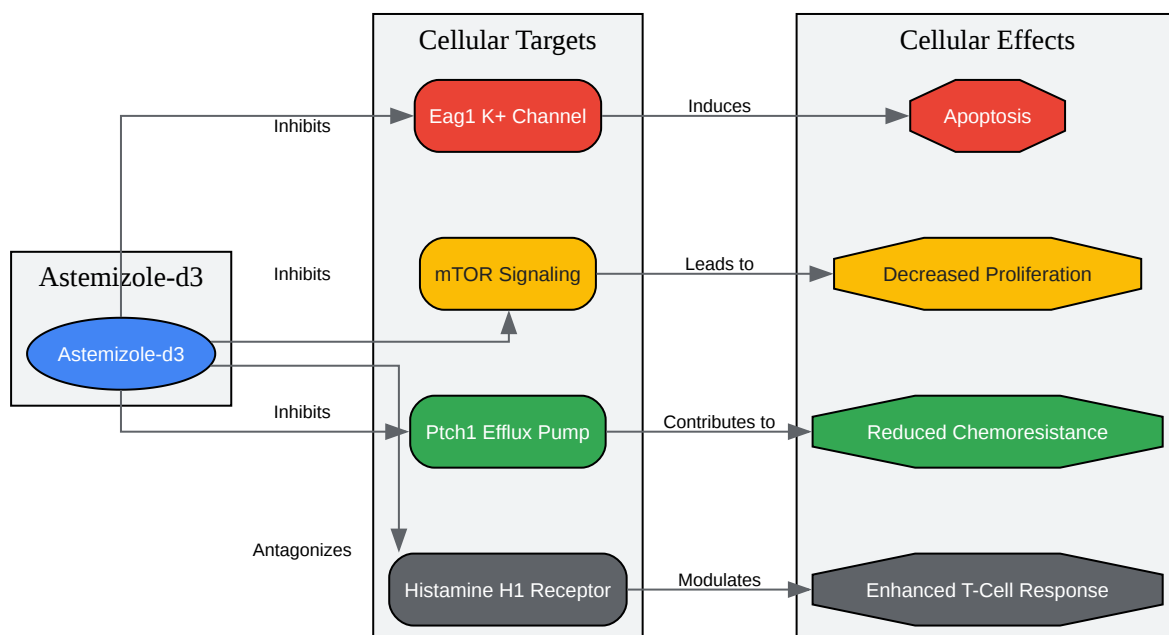 Cellular Targets
Cellular Effects
Eag1 K+ Channel
Induces
Apoptosis
Inhibits
Astemizole-d3
Inhibits
mTOR Signaling
Leads to
Decreased Proliferation
Astemizole-d3
Inhibits
Ptch1 Efflux Pump
Contributes to
Reduced Chemoresistance
Antagonizes
Histamine H1 Receptor
Modulates
Enhanced T-Cell Response